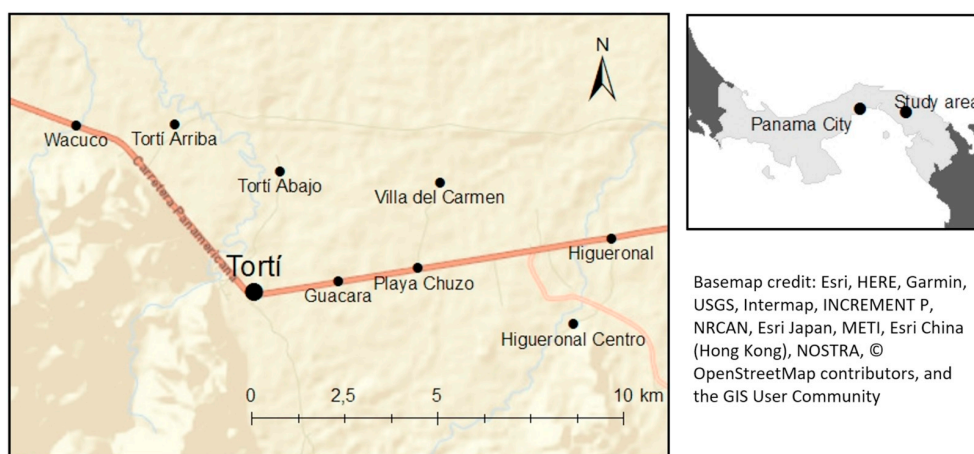 N
Wacuco
Tortí Arriba
Tortí Abajo
Villa del Carmen
Carretera Panamericana
Tortí
Guacara
Playa Chuzo
Higueronal
Higueronal Centro
0 2,5 5 10 km
Panama City
Study area
Basemap credit: Esri, HERE, Garmin,
USGS, Intermap, INCREMENT P,
NRCAN, Esri Japan, METI, Esri China
(Hong Kong), NOSTRA, ©
OpenStreetMap contributors, and
the GIS User Community